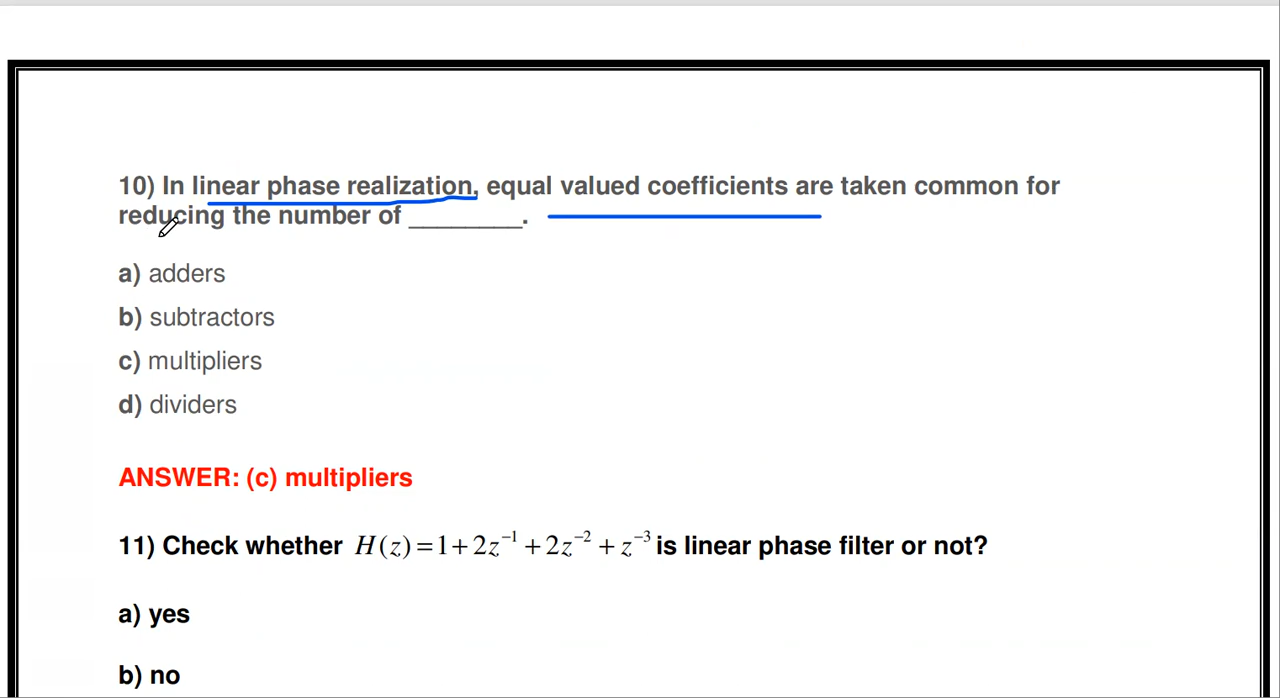 10) In linear phase realization, equal valued coefficients are taken common for
reducing the number of ________.
a) adders
b) subtractors
c) multipliers
d) dividers
ANSWER: (c) multipliers
11) Check whether H(z)=1+2z⁻¹+2z⁻²+z⁻³ is linear phase filter or not?
a) yes
b) no